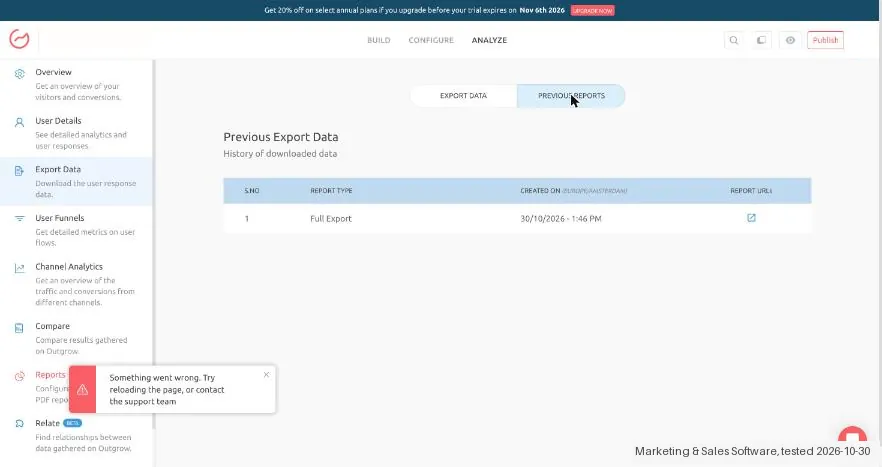 Get 20% off on select annual plans if you upgrade before your trial expires on Nov 6th 2026 UPGRADE NOW
BUILD CONFIGURE ANALYZE
Publish
Overview
Get an overview of your
visitors and conversions.
User Details
See detailed analytics and
user responses.
Export Data
Download the user response
data.
User Funnels
Get detailed metrics on user
flows.
Channel Analytics
Get an overview of the
traffic and conversions from
different channels.
Compare
Compare results gathered
on Outgrow.
Reports
PDF
Relate BETA
Find relationships between
data gathered on Outgrow.
EXPORT DATA PREVIOUS REPORTS
Previous Export Data
History of downloaded data
S.NO REPORT TYPE CREATED ON (EUROPE/AMSTERDAM) REPORT URL
1 Full Export 30/10/2026 - 1:46 PM
Something went wrong. Try
reloading the page, or contact
the support team
Marketing & Sales Software, tested 2026-10-30